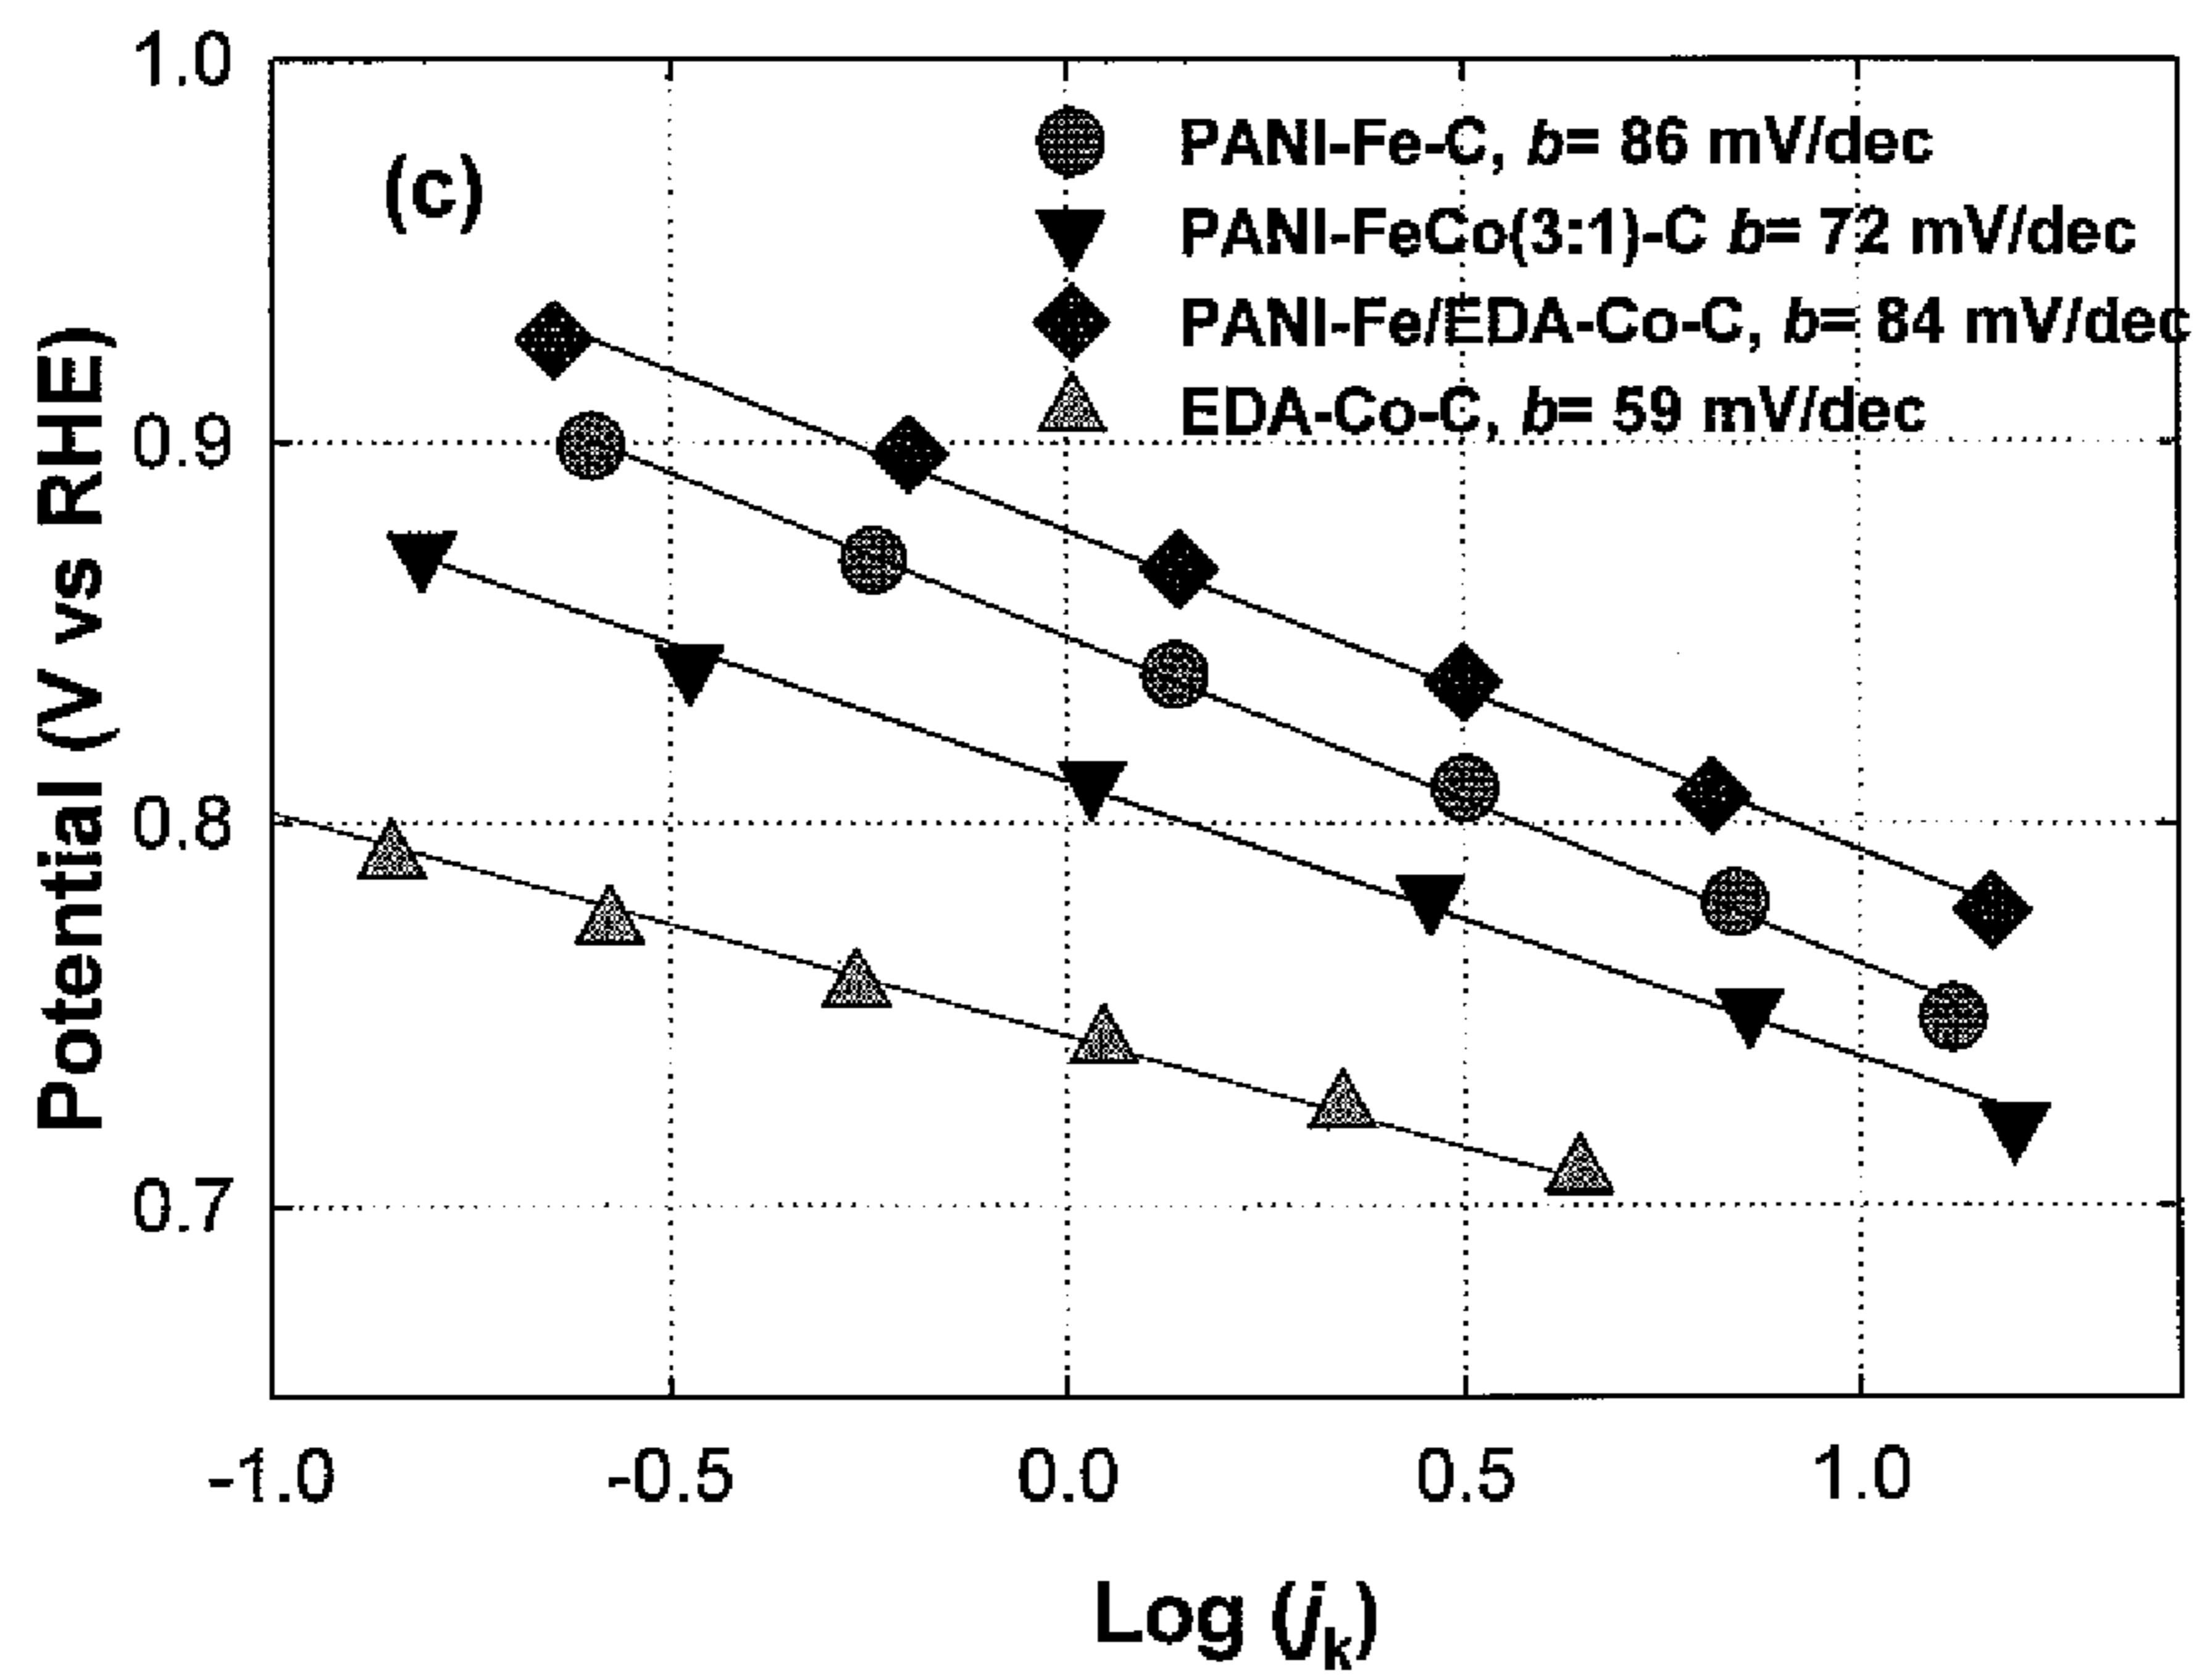 1.0
0.9
0.8
0.7
Potential (V vs RHE)
(c)
PANI-Fe-C, b= 86 mV/dec
PANI-FeCo(3:1)-C b= 72 mV/dec
PANI-Fe/EDA-Co-C, b= 84 mV/dec
EDA-Co-C, b= 59 mV/dec
-1.0 -0.5 0.0 0.5 1.0
Log (jk)